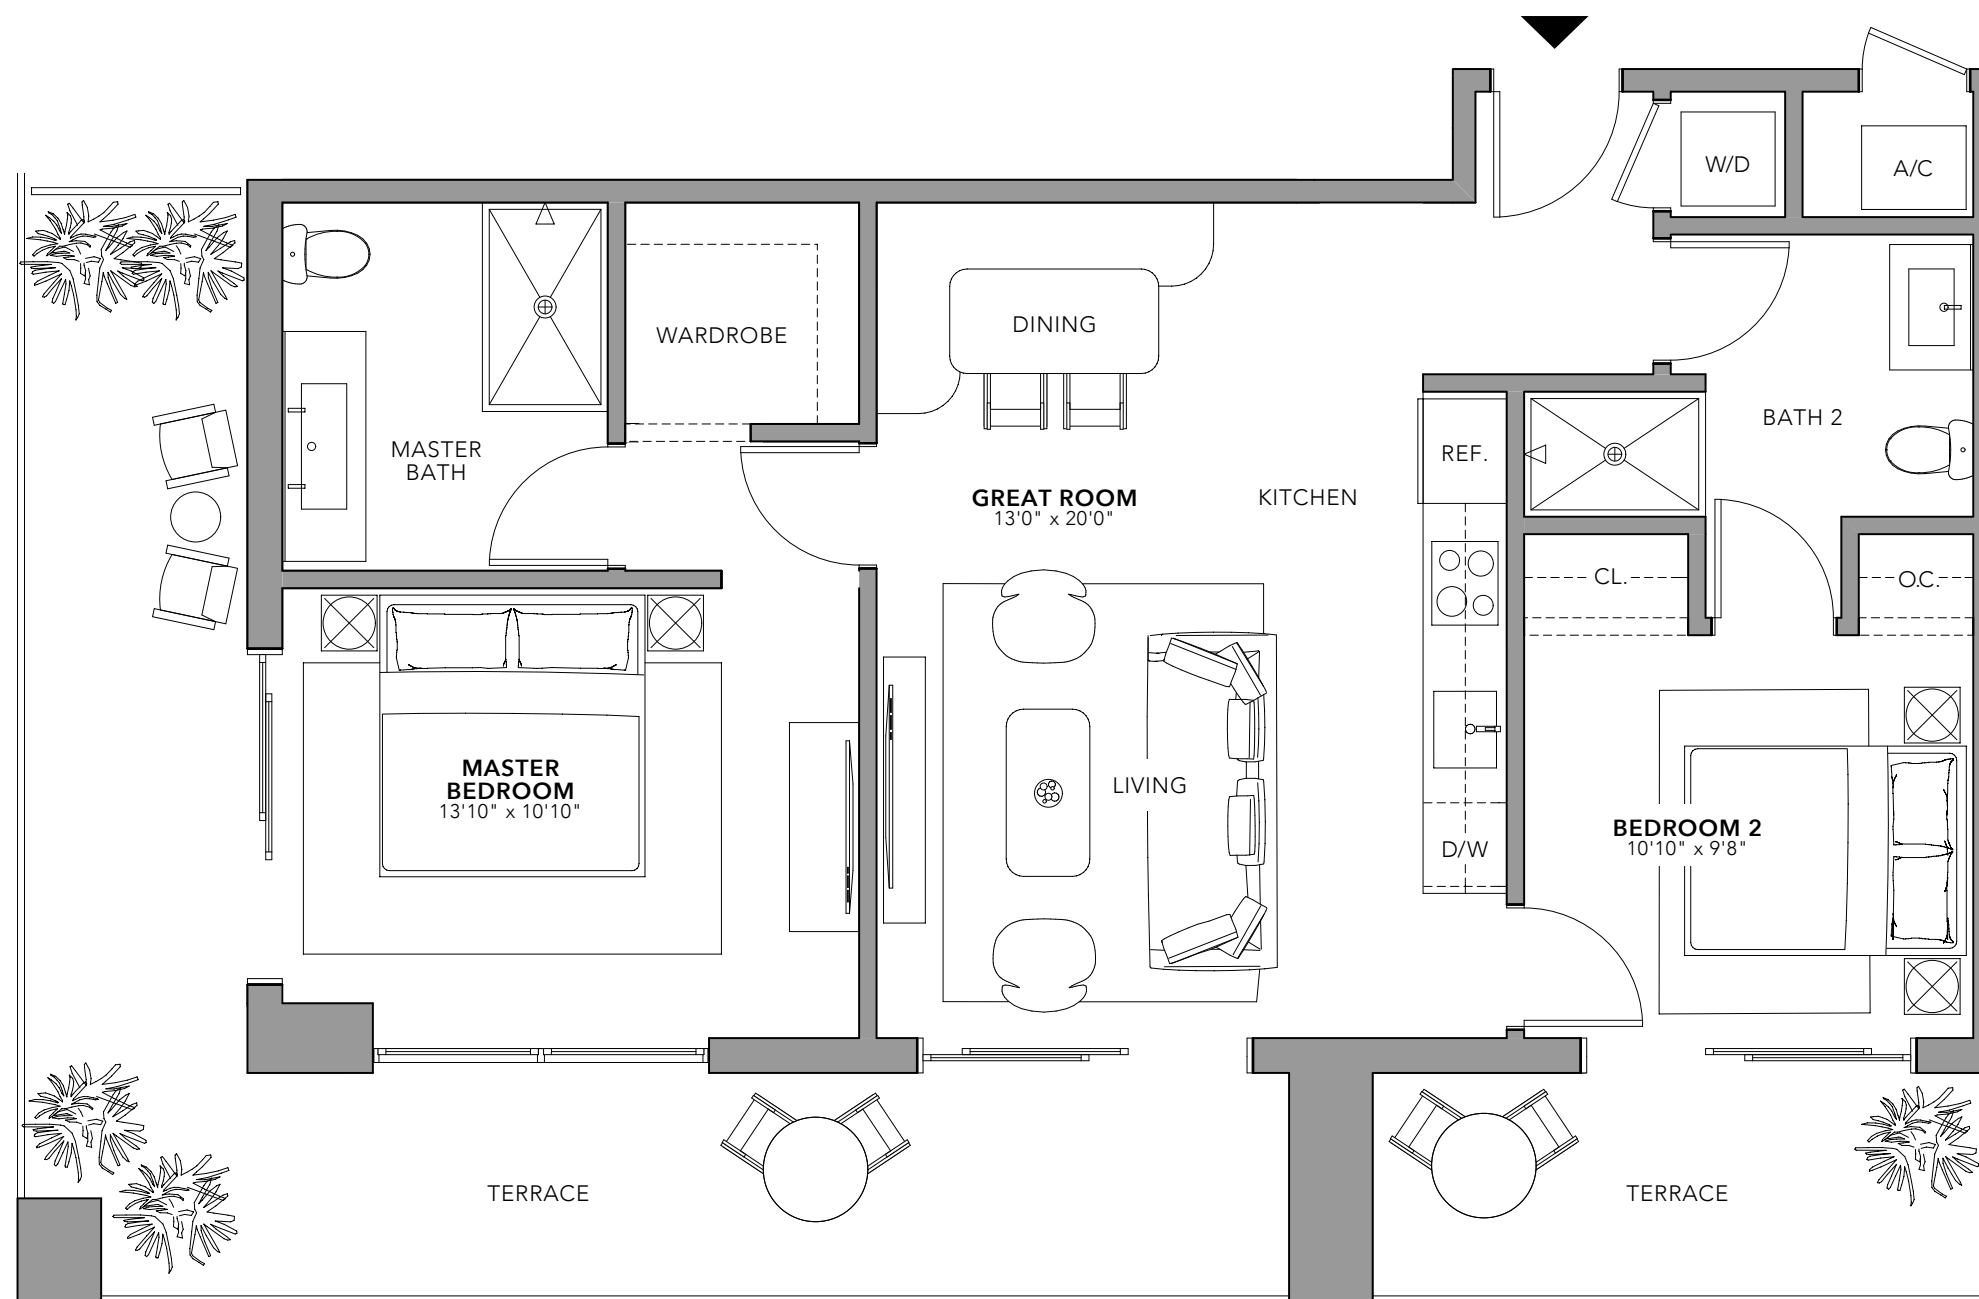 W/D
A/C
DINING
WARDROBE
BATH 2
MASTER
BATH
REF.
GREAT ROOM
13'0" x 20'0"
KITCHEN
CL.
O.C.
MASTER
BEDROOM
13'10" x 10'10"
LIVING
BEDROOM 2
10'10" x 9'8"
D/W
TERRACE
TERRACE